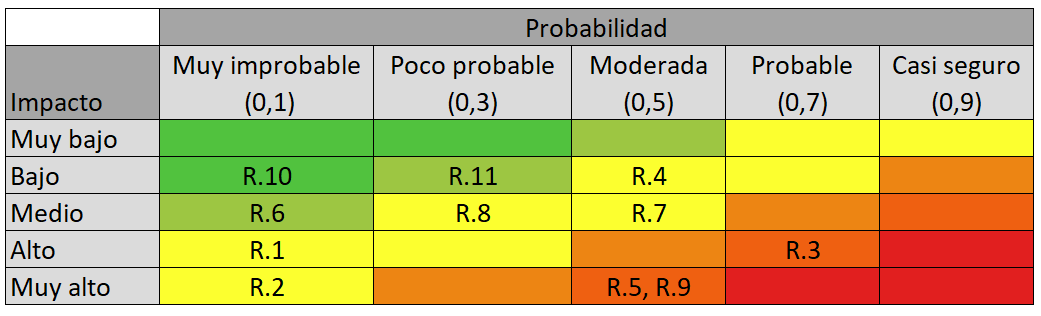 Probabilidad
Impacto Muy improbable (0,1) Poco probable (0,3) Moderada (0,5) Probable (0,7) Casi seguro (0,9)
Muy bajo
Bajo R.10 R.11 R.4
Medio R.6 R.8 R.7
Alto R.1 R.3
Muy alto R.2 R.5, R.9